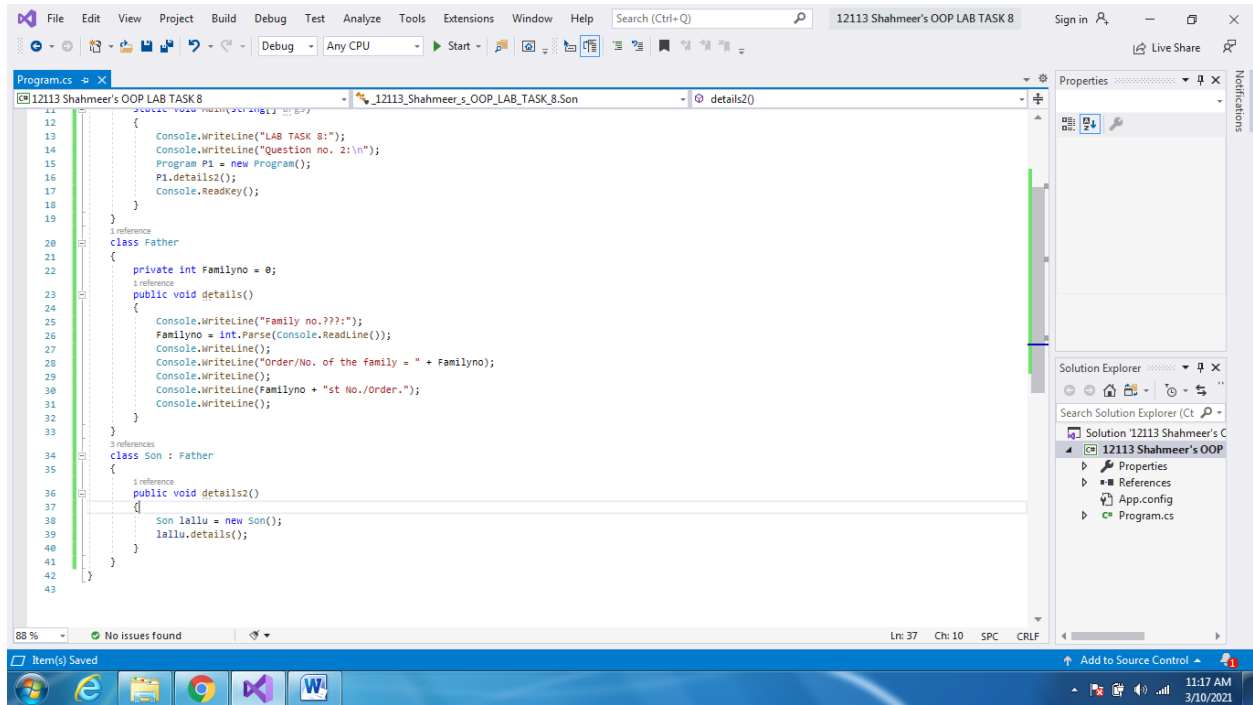 File Edit View Project Build Debug Test Analyze Tools Extensions Window Help Search (Ctrl+Q) 12113 Shahmeer's OOP LAB TASK 8 Sign in
Debug Any CPU Start Live Share
Program.cs
12113 Shahmeer's OOP LAB TASK 8 _12113_Shahmeer_s_OOP_LAB_TASK_8.Son details2()
11 static void Main(String[] args)
12 {
13 Console.WriteLine("LAB TASK 8:");
14 Console.WriteLine("Question no. 2:\n");
15 Program P1 = new Program();
16 P1.details2();
17 Console.ReadKey();
18 }
19 }
1 reference
20 class Father
21 {
22 private int Familyno = 0;
1 reference
23 public void details()
24 {
25 Console.WriteLine("Family no.???:");
26 Familyno = int.Parse(Console.ReadLine());
27 Console.WriteLine();
28 Console.WriteLine("Order/No. of the family = " + Familyno);
29 Console.WriteLine();
30 Console.WriteLine(Familyno + "st No./Order.");
31 Console.WriteLine();
32 }
33 }
3 references
34 class Son : Father
35 {
1 reference
36 public void details2()
37 {
38 Son lallu = new Son();
39 lallu.details();
40 }
41 }
42 }
43
88 % No issues found Ln: 37 Ch: 10 SPC CRLF
Properties
Notifications
Solution Explorer
Search Solution Explorer (Ct
Solution '12113 Shahmeer's O
C# 12113 Shahmeer's OOP
Properties
References
App.config
C# Program.cs
Item(s) Saved Add to Source Control 1
11:17 AM
3/10/2021